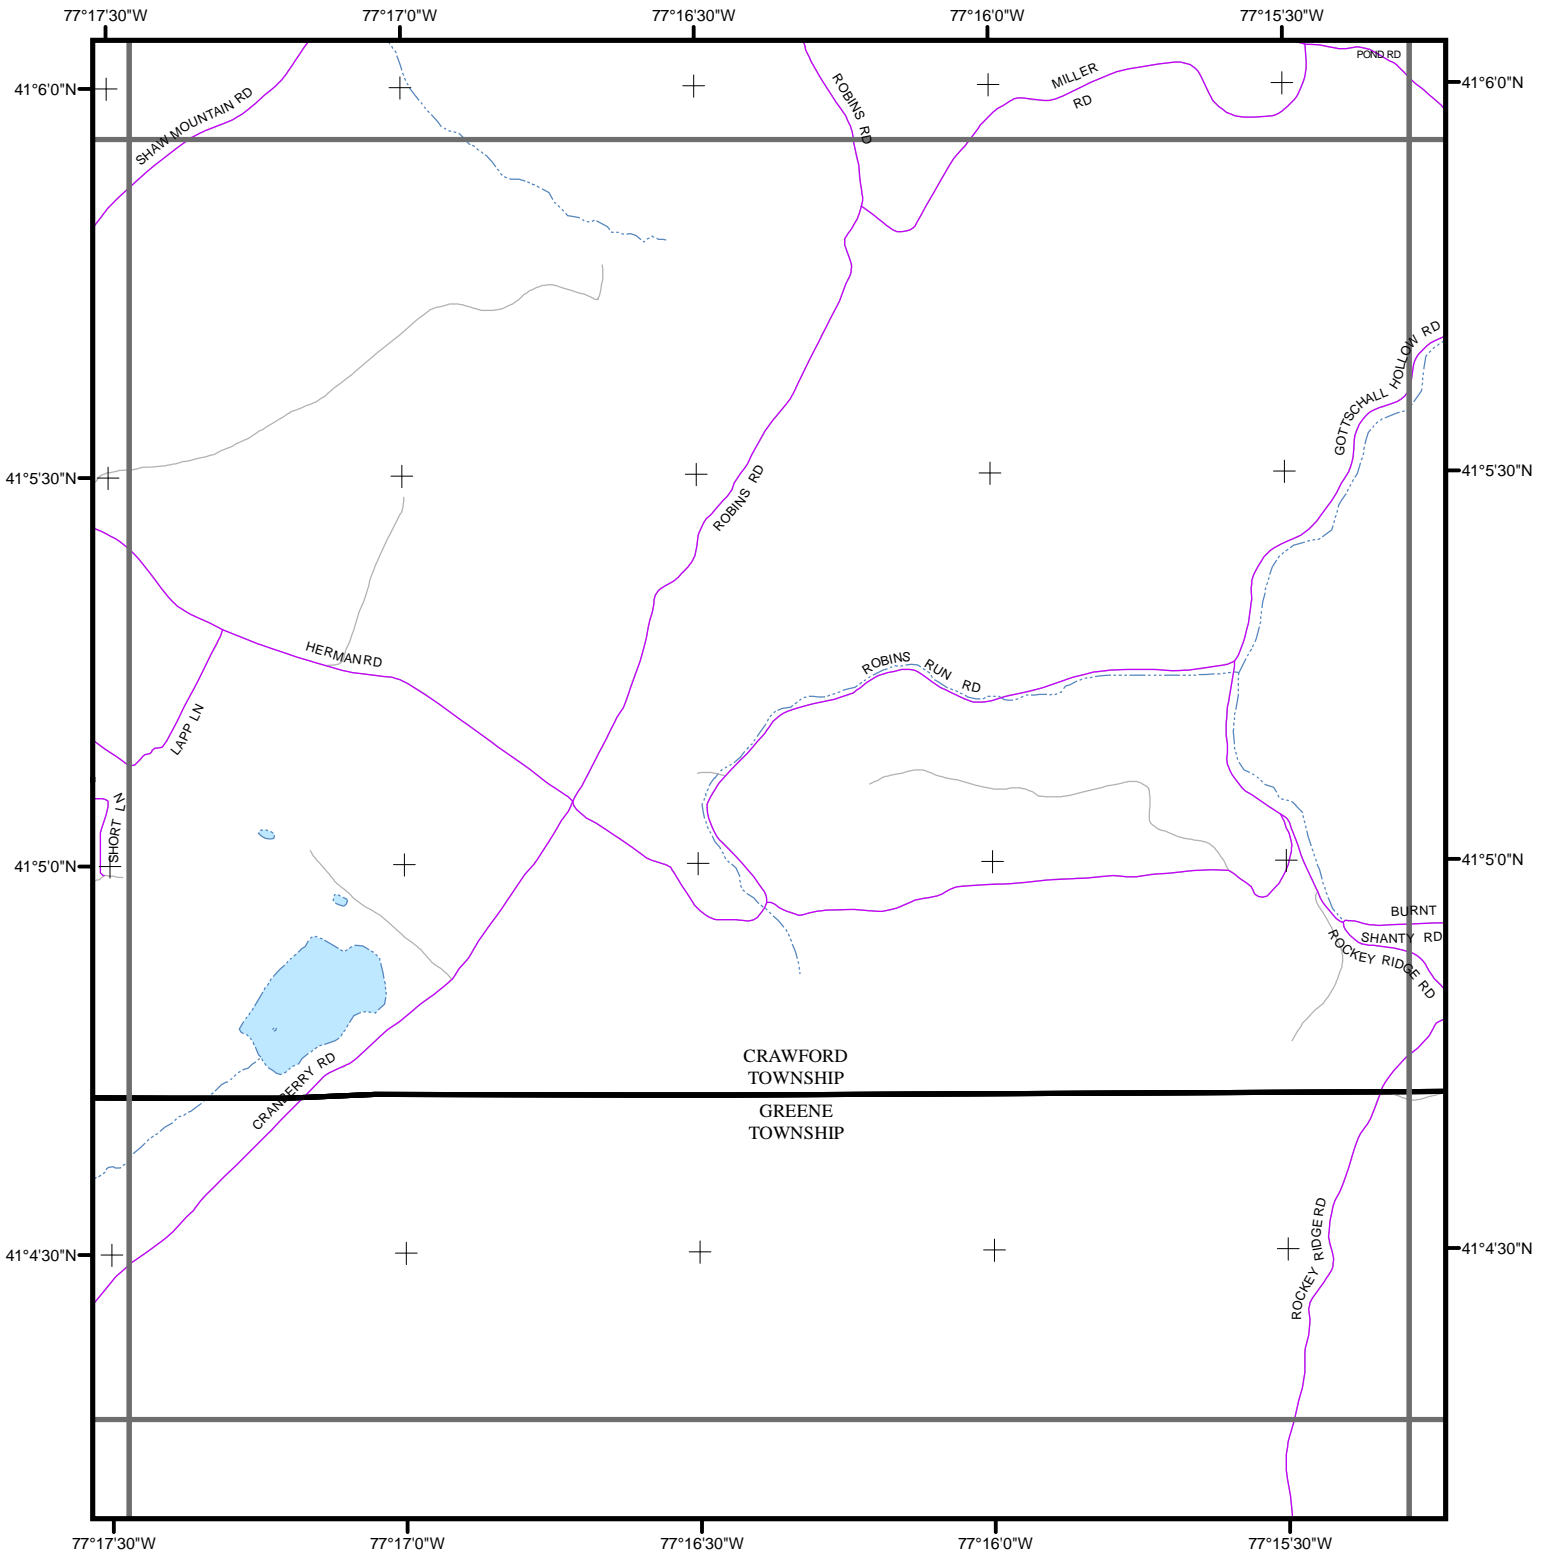 77°17'30"W 77°17'0"W 77°16'30"W 77°16'0"W 77°15'30"W
POND RD
MILLER
RD
ROBINS RD
41°6'0"N 41°6'0"N
SHAW MOUNTAIN RD
GOTTSCHALL HOLLOW RD
41°5'30"N 41°5'30"N
ROBINS RD
HERMAN RD
ROBINS RUN RD
LAPP LN
SHORT LN
41°5'0"N 41°5'0"N
BURNT
SHANTY RD
ROCKEY RIDGE RD
CRAWFORD
TOWNSHIP
CRANBERRY RD
GREENE
TOWNSHIP
ROCKEY RIDGE RD
41°4'30"N 41°4'30"N
77°17'30"W 77°17'0"W 77°16'30"W 77°16'0"W 77°15'30"W